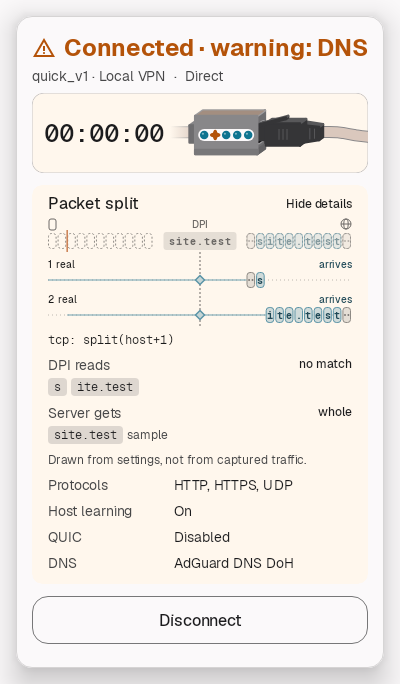 Connected · warning: DNS
quick_v1 · Local VPN · Direct
00:00:00
Packet split
Hide details
DPI
site.test
site.test
1 real
arrives
s
2 real
arrives
ite.test
tcp: split(host+1)
DPI reads
no match
s ite.test
Server gets
whole
site.test sample
Drawn from settings, not from captured traffic.
Protocols HTTP, HTTPS, UDP
Host learning On
QUIC Disabled
DNS AdGuard DNS DoH
Disconnect